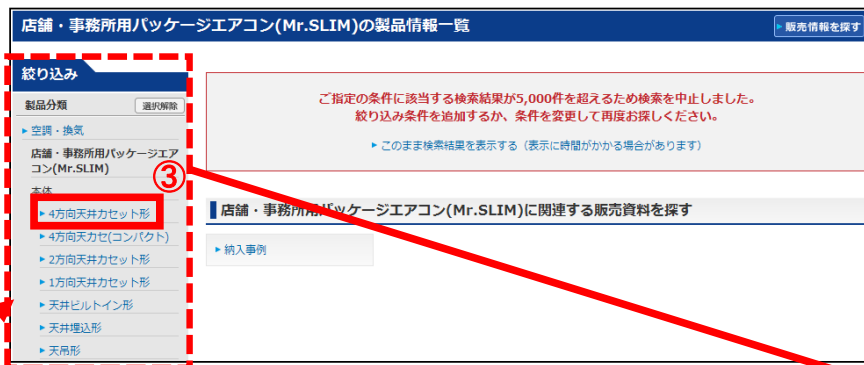 店舗・事務所用パッケージエアコン(Mr.SLIM)の製品情報一覧
販売情報を探す
絞り込み
製品分類
選択解除
空調・換気
店舗・事務所用パッケージエア
コン(Mr.SLIM)
③
本体
4方向天井カセット形
4方向天カセ(コンパクト)
2方向天井カセット形
1方向天井カセット形
天井ビルトイン形
天井埋込形
天吊形
ご指定の条件に該当する検索結果が5,000件を超えるため検索を中止しました。
絞り込み条件を追加するか、条件を変更して再度お探しください。
このまま検索結果を表示する（表示に時間がかかる場合があります）
店舗・事務所用パッケージエアコン(Mr.SLIM)に関連する販売資料を探す
納入事例